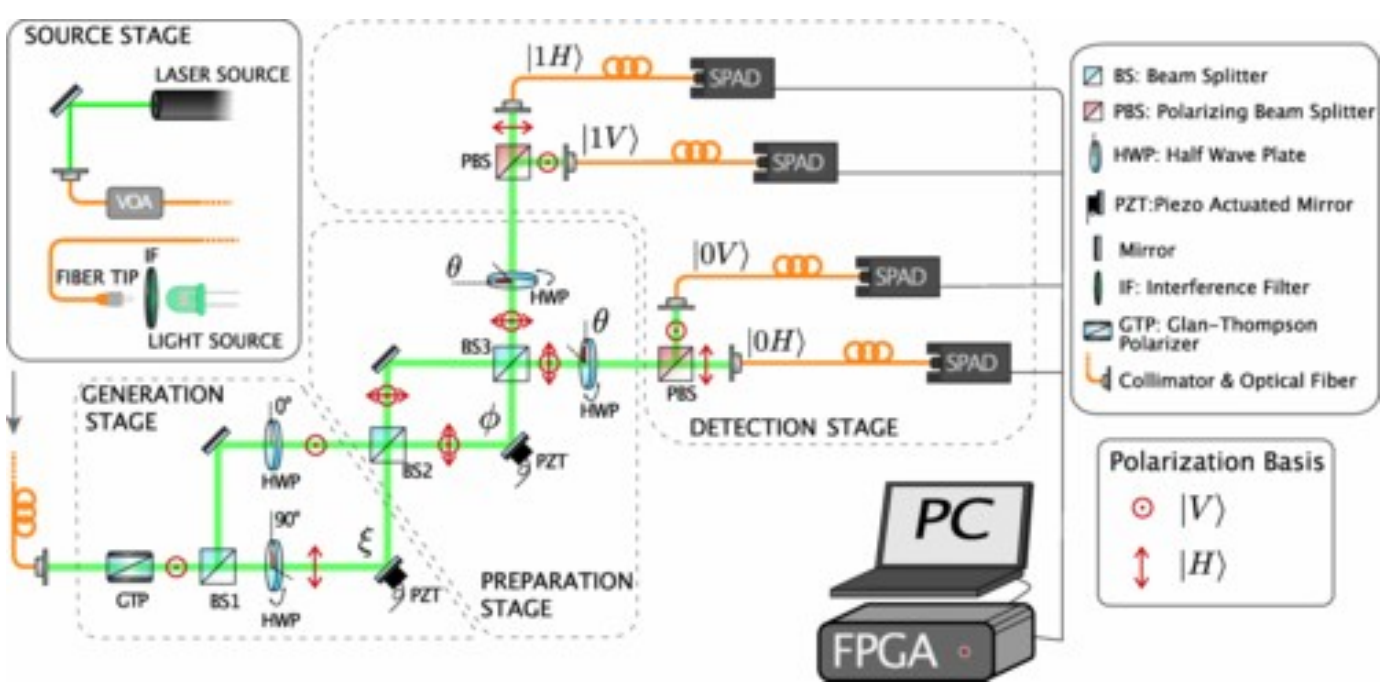 SOURCE STAGE
LASER SOURCE
VOA
IF
FIBER TIP
LIGHT SOURCE
|1H⟩
SPAD
PBS
|1V⟩
SPAD
θ
HWP
|0V⟩
SPAD
BS3
θ
HWP
PBS
|0H⟩
SPAD
DETECTION STAGE
GENERATION
STAGE
0°
HWP
BS2
ϕ
PZT
90°
HWP
ξ
PZT
GTP
BS1
PREPARATION
STAGE
PC
FPGA
BS: Beam Splitter
PBS: Polarizing Beam Splitter
HWP: Half Wave Plate
PZT:Piezo Actuated Mirror
Mirror
IF: Interference Filter
GTP: Glan-Thompson
Polarizer
Collimator & Optical Fiber
Polarization Basis
|V⟩
|H⟩